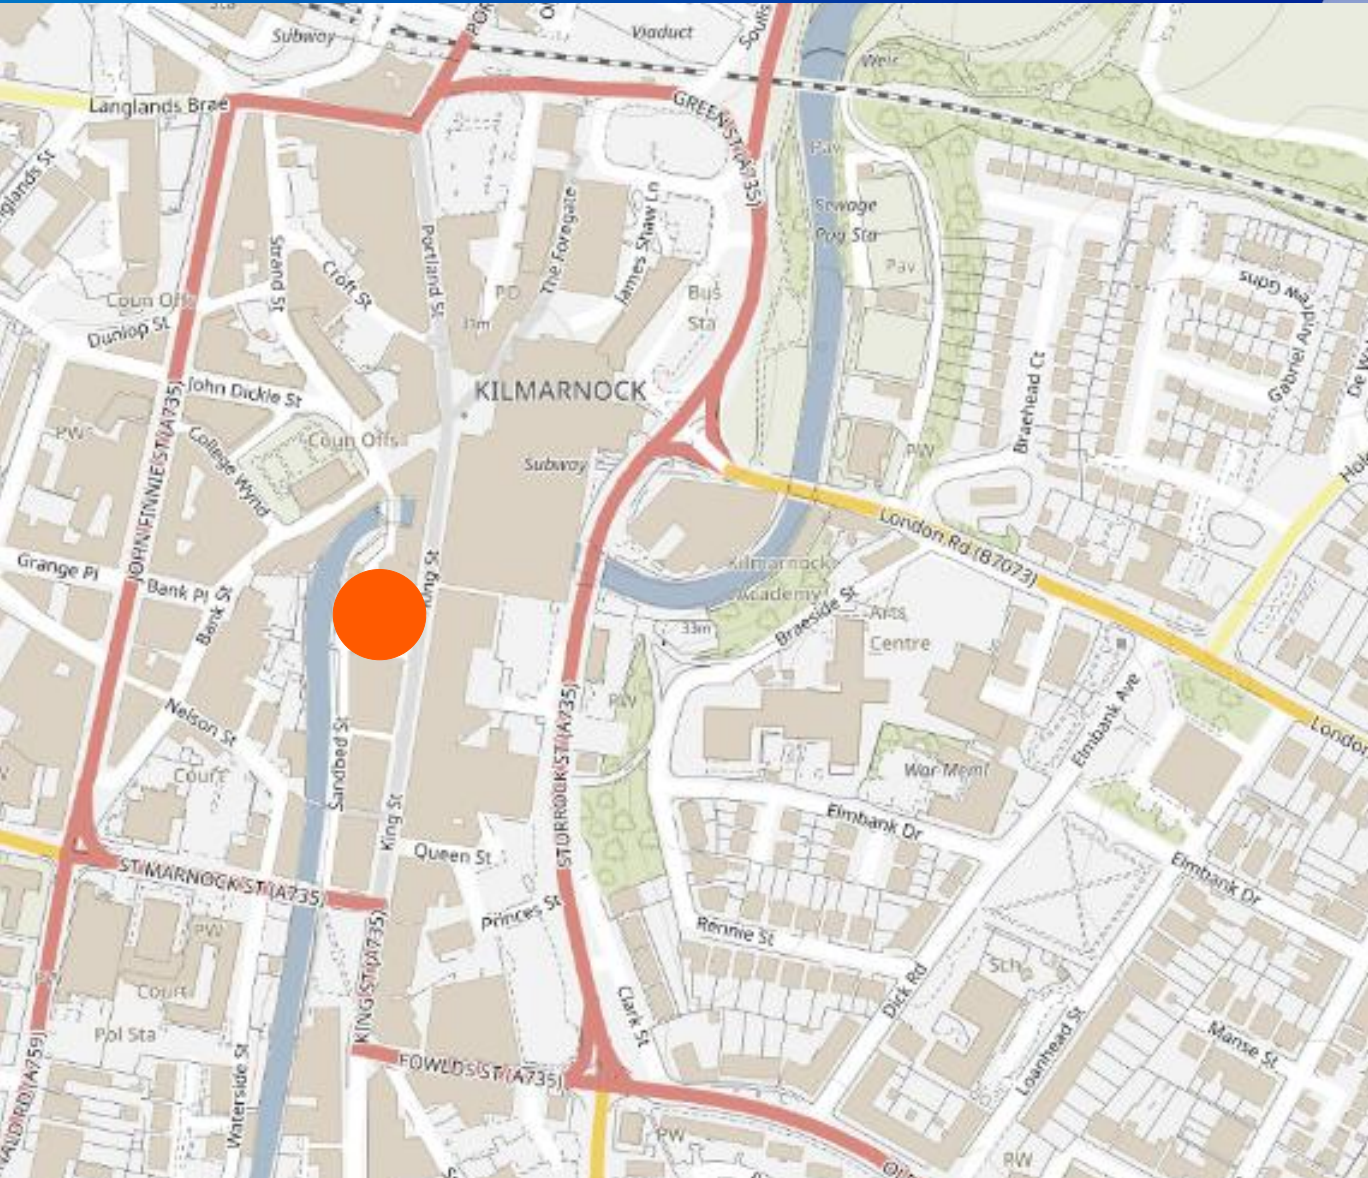 Subway
Viaduct
Weir
Langlands Brae
GREEN ST (A735)
Pav
Sewage
Ppg Sta
Pav
The Foregate
James Shaw Ln
Portland St
Strand St
Croft St
Coun Offs
PO
31m
Bus
Sta
Dunlop St
Andrew Gdns
Gabriel
Braehead Ct
John Dickie St
KILMARNOCK
JOHN FINNIE ST (A735)
PW
College Wynd
Coun Offs
Subway
PW
London Rd (B7073)
Grange Pl
Bank Pl
Bank St
King St
Kilmarnock
Academy
Braeside St
33m
Arts
Centre
PW
Elmbank Ave
Nelson St
STURROCK ST (A735)
London
Court
Sandbed St
War Meml
King St
Elmbank Dr
Queen St
ST MARNOCK ST (A735)
Elmbank Dr
Princes St
PW
Rennie St
KING ST (A735)
Sch
Dick Rd
Court
Clark St
Pol Sta
Loanhead St
Manse St
FOWLDS ST (A735)
Waterside St
PW
PW